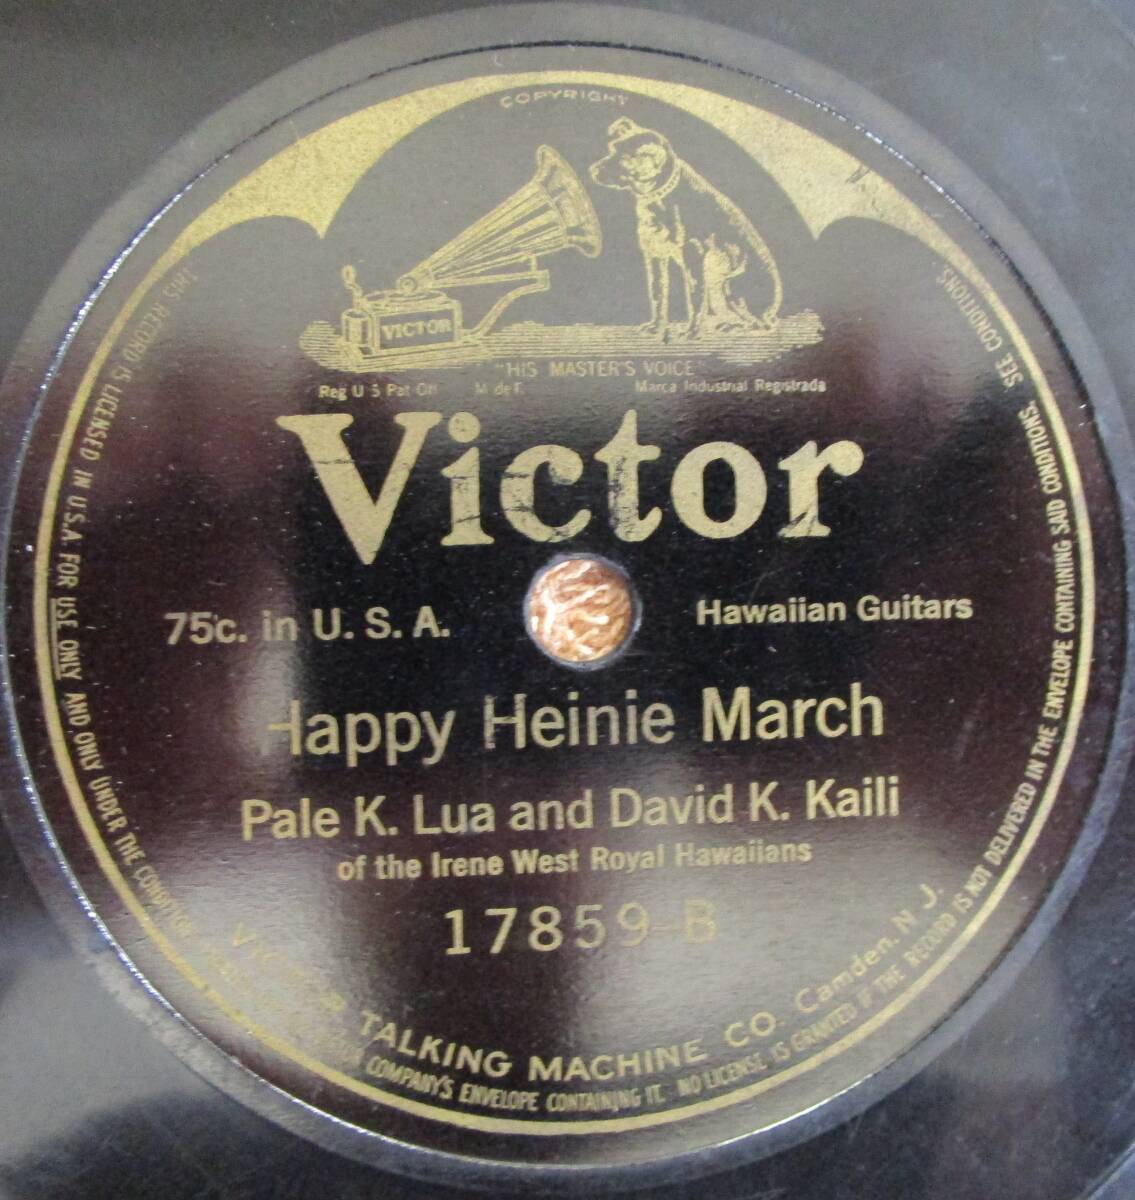 COPYRIGHT
VICTOR
"HIS MASTER'S VOICE"
Reg U S Pat Off M de F. Marca Industrial Registrada
Victor
75c. in U. S. A.
Hawaiian Guitars
Happy Heinie March
Pale K. Lua and David K. Kaili
of the Irene West Royal Hawaiians
17859-B
VICTOR TALKING MACHINE CO. Camden, N. J.
THIS RECORD IS LICENSED IN U.S.A. FOR USE ONLY AND ONLY UNDER THE COMPANY'S ENVELOPE CONTAINING IT. NO LICENSE IS GRANTED IF THE RECORD IS NOT DELIVERED IN THE ENVELOPE CONTAINING SAID CONDITIONS. SEE CONDITIONS